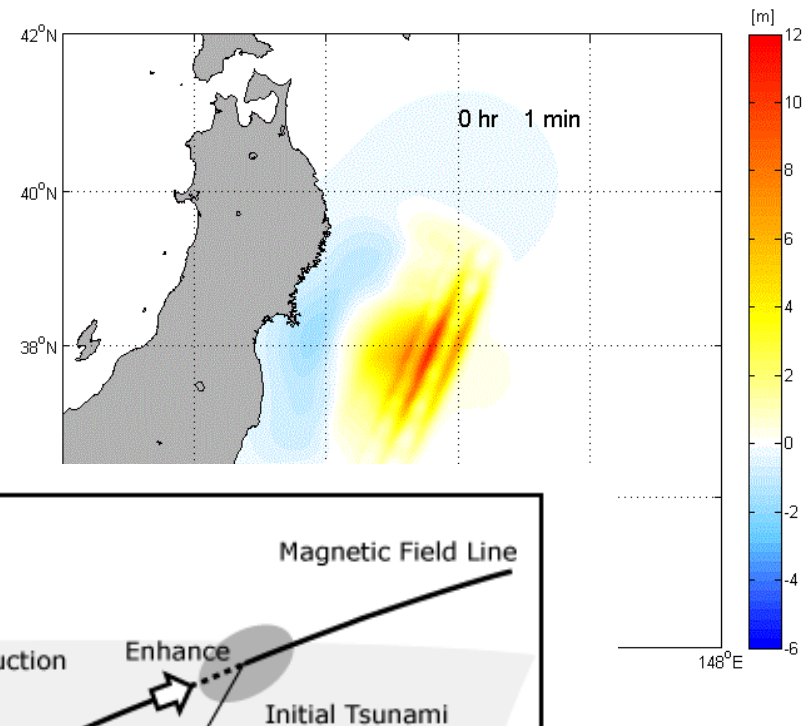 [m]
42°N
12
10
0 hr 1 min
8
40°N
6
4
38°N
2
0
-2
Magnetic Field Line
-4
Enhance
uction
-6
148°E
Initial Tsunami